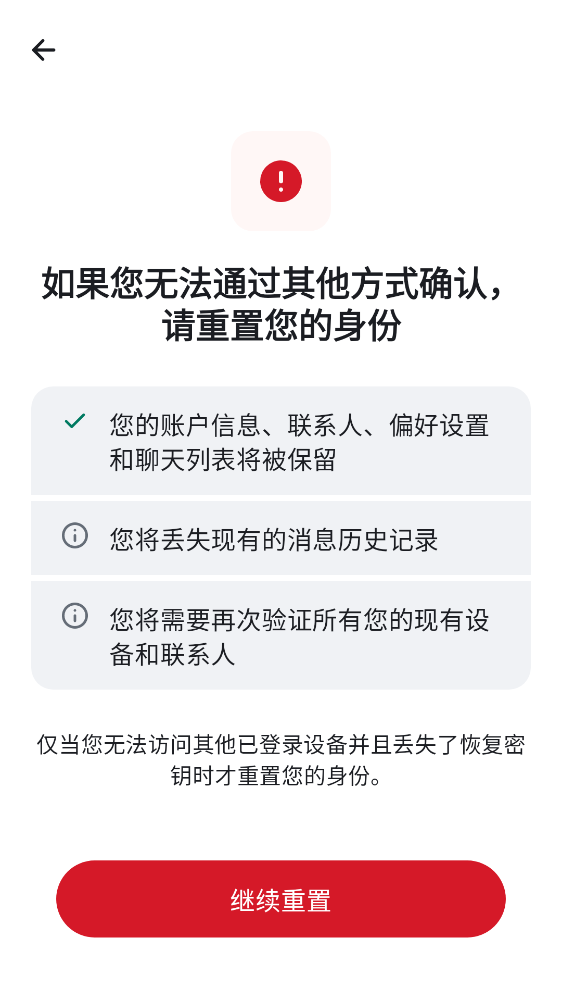 如果您无法通过其他方式确认，
请重置您的身份
您的账户信息、联系人、偏好设置
和聊天列表将被保留
您将丢失现有的消息历史记录
您将需要再次验证所有您的现有设
备和联系人
仅当您无法访问其他已登录设备并且丢失了恢复密
钥时才重置您的身份。
继续重置